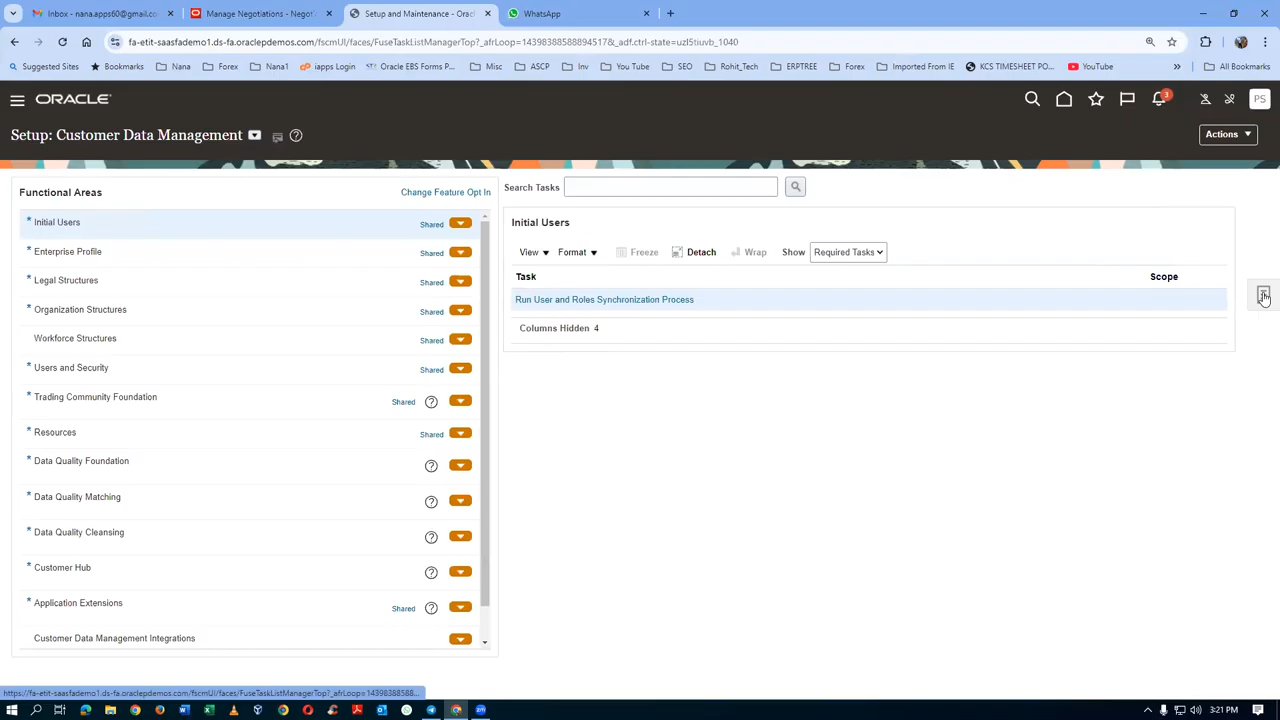 Inbox - nana.apps60@gmail.con
Manage Negotiations - Negoti
Setup and Maintenance - Orac
WhatsApp
fa-etit-saasfademo1.ds-fa.oraclepdemos.com/fscmUI/faces/FuseTaskListManagerTop?_afrLoop=14398388588894517&_adf.ctrl-state=uzl5tiuvb_1040
Suggested Sites
Bookmarks
Nana
Forex
Nana1
iapps Login
Oracle EBS Forms P...
Misc
ASCP
Inv
You Tube
SEO
Rohit_Tech
ERPTREE
Forex
Imported From IE
KCS TIMESHEET PO...
YouTube
»
All Bookmarks
ORACLE
3
PS
Setup: Customer Data Management
Actions
Functional Areas
Change Feature Opt In
* Initial Users Shared
* Enterprise Profile Shared
* Legal Structures Shared
* Organization Structures Shared
Workforce Structures Shared
* Users and Security Shared
* Trading Community Foundation Shared
* Resources Shared
* Data Quality Foundation
* Data Quality Matching
* Data Quality Cleansing
* Customer Hub
* Application Extensions Shared
Customer Data Management Integrations
Search Tasks
Initial Users
View Format Freeze Detach Wrap Show Required Tasks
Task Scope
Run User and Roles Synchronization Process
Columns Hidden 4
https://fa-etit-saasfademo1.ds-fa.oraclepdemos.com/fscmUI/faces/FuseTaskListManagerTop?_afrLoop=14398388588...
3:21 PM